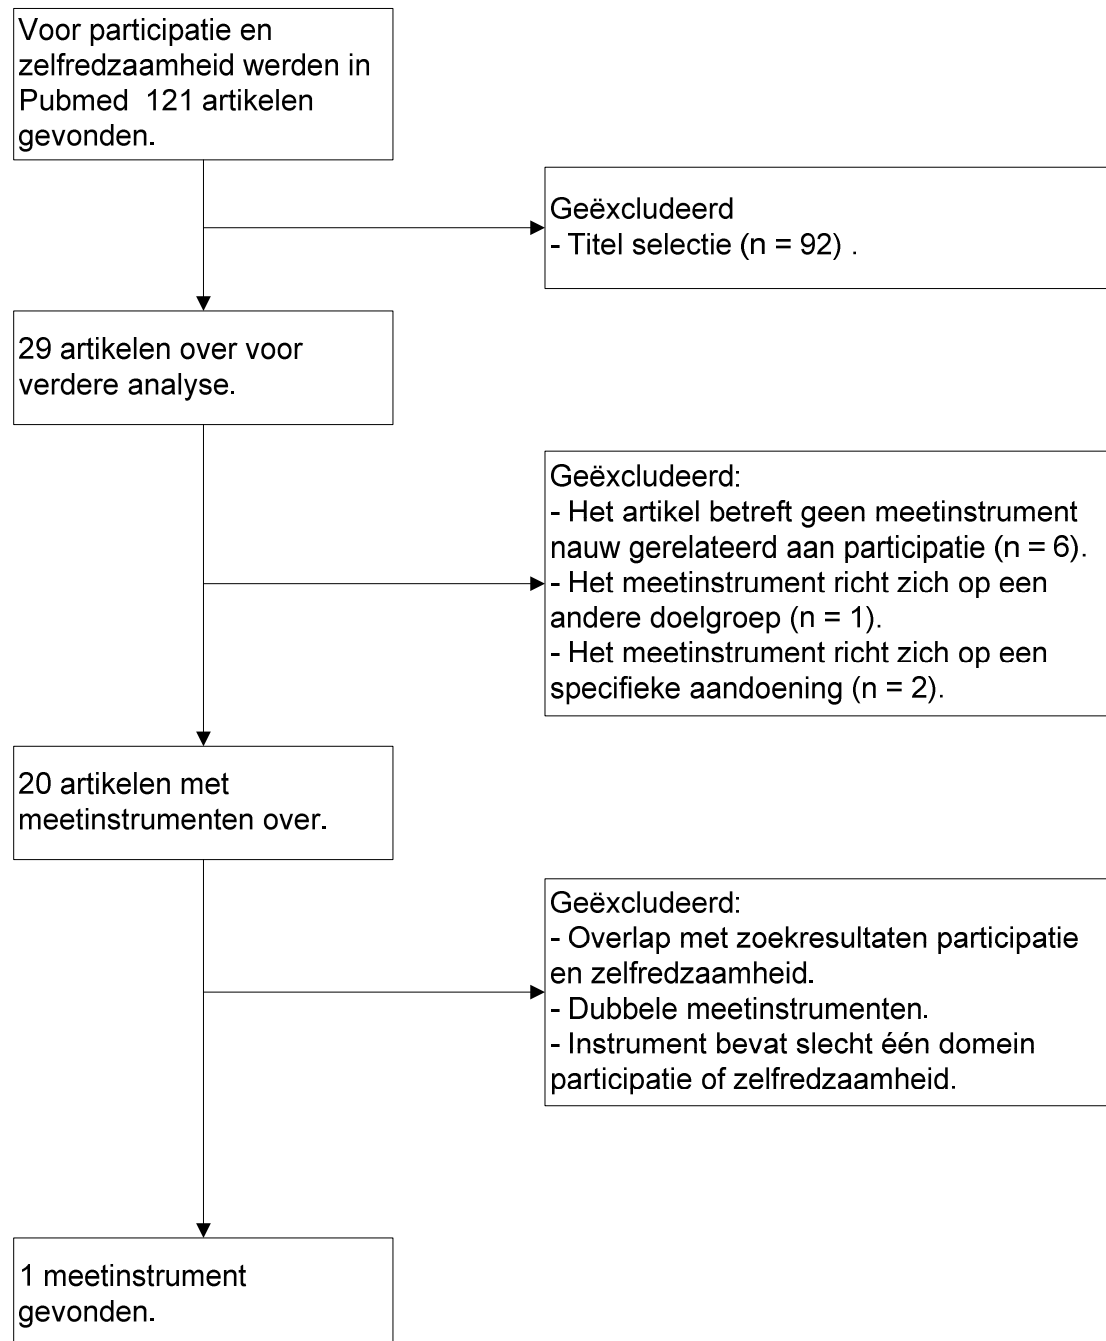 Voor participatie en
zelfredzaamheid werden in
Pubmed 121 artikelen
gevonden.
Geëxcludeerd
- Titel selectie (n = 92) .
29 artikelen over voor
verdere analyse.
Geëxcludeerd:
- Het artikel betreft geen meetinstrument
nauw gerelateerd aan participatie (n = 6).
- Het meetinstrument richt zich op een
andere doelgroep (n = 1).
- Het meetinstrument richt zich op een
specifieke aandoening (n = 2).
20 artikelen met
meetinstrumenten over.
Geëxcludeerd:
- Overlap met zoekresultaten participatie
en zelfredzaamheid.
- Dubbele meetinstrumenten.
- Instrument bevat slecht één domein
participatie of zelfredzaamheid.
1 meetinstrument
gevonden.